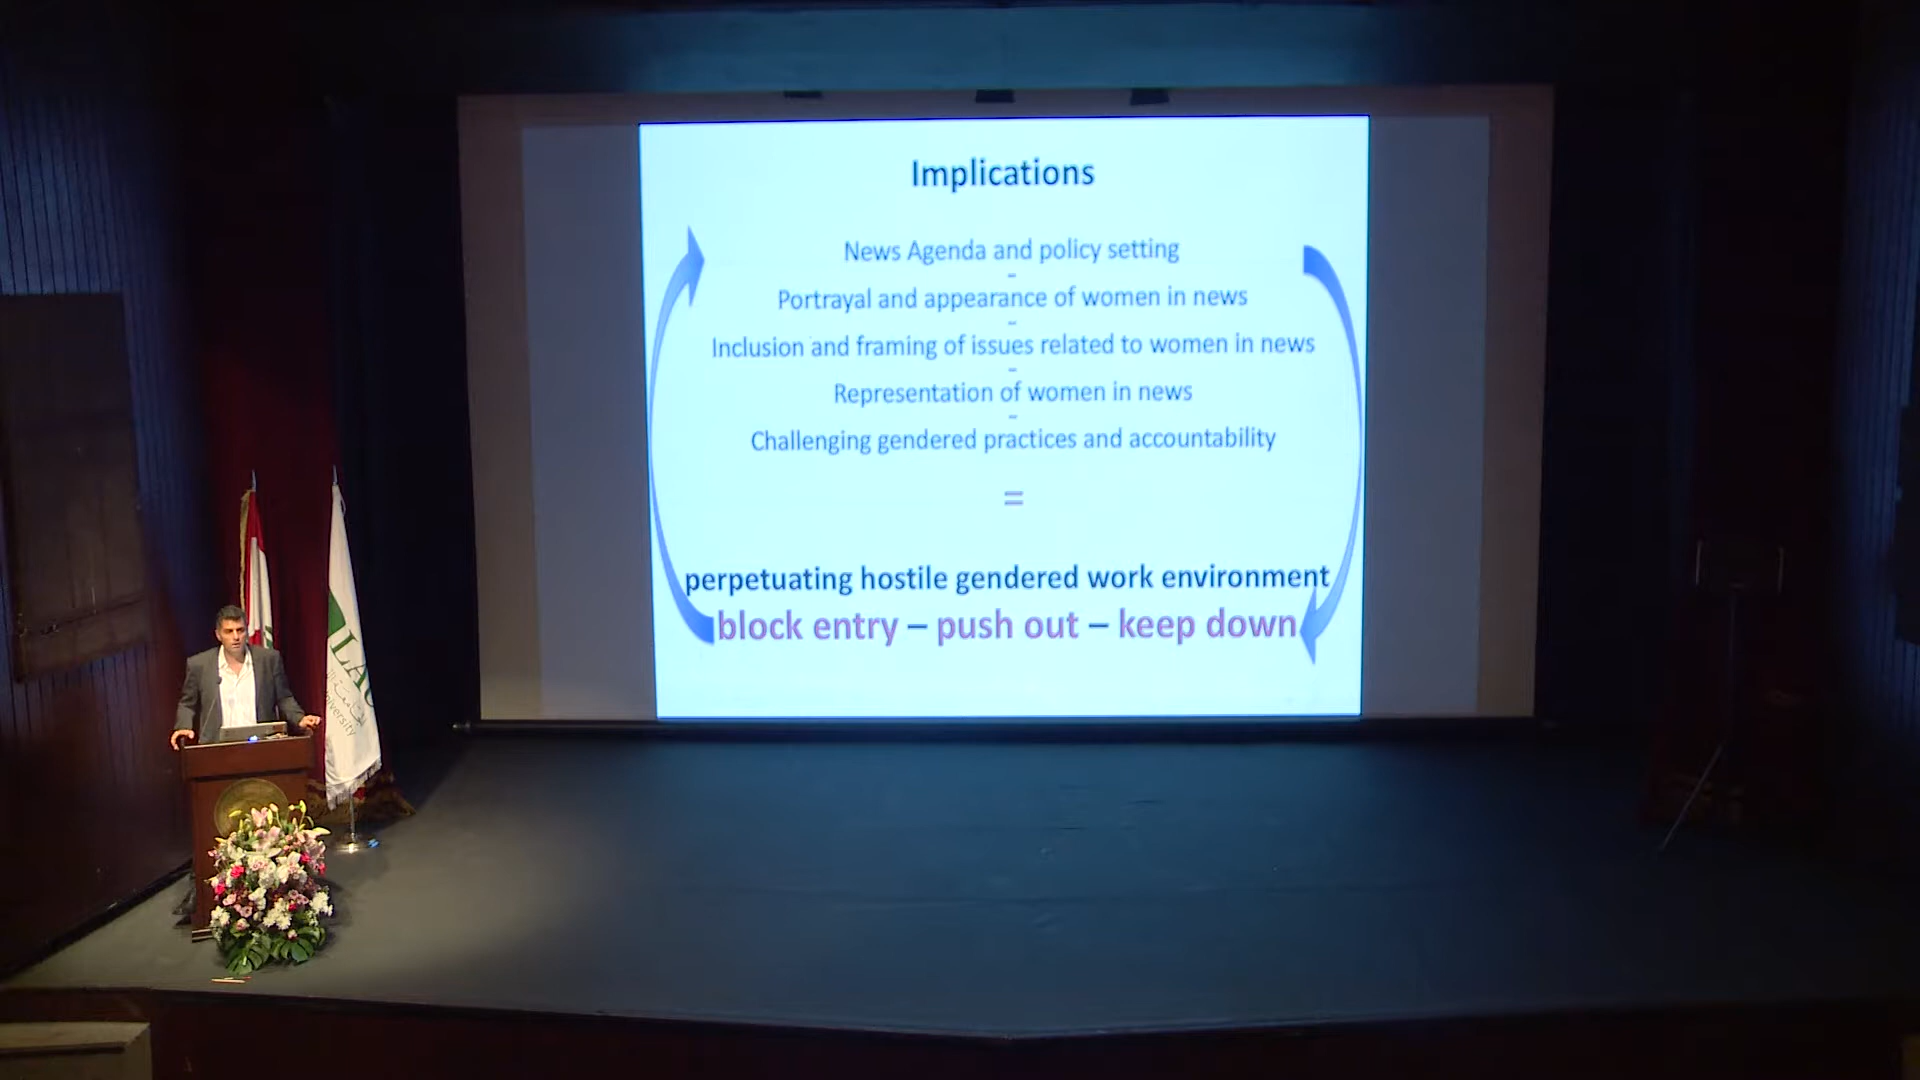 Implications
News Agenda and policy setting
-
Portrayal and appearance of women in news
-
Inclusion and framing of issues related to women in news
-
Representation of women in news
-
Challenging gendered practices and accountability
=
perpetuating hostile gendered work environment
block entry – push out – keep down
LAU
University